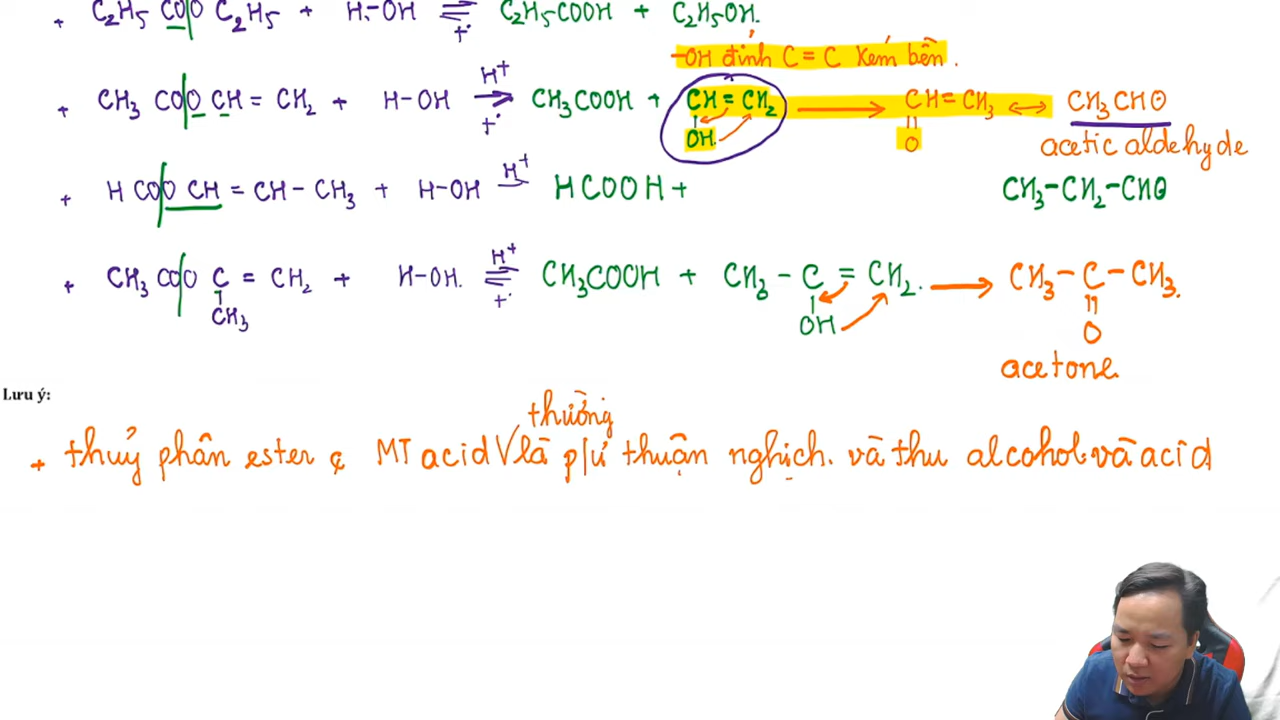 + C₂H₅ COO C₂H₅ + H-OH ⇌ t° C₂H₅COOH + C₂H₅OH.
-OH đính C = C kém bền.
+ CH₃ COO CH = CH₂ + H-OH →H⁺ t° CH₃COOH + CH = CH₂ → CH=CH₃ ↔ CH₃CHO
OH O acetic aldehyde
+ H COO CH = CH - CH₃ + H-OH →H⁺ HCOOH + CH₃-CH₂-CHO
+ CH₃ COO C = CH₂ + H-OH. ⇌ H⁺ t° CH₃COOH + CH₃ - C = CH₂. → CH₃-C-CH₃.
CH₃ OH O
acetone
Lưu ý:
thường
+ thuỷ phân ester MT acid là p/ứ thuận nghịch. và thu alcohol và acid